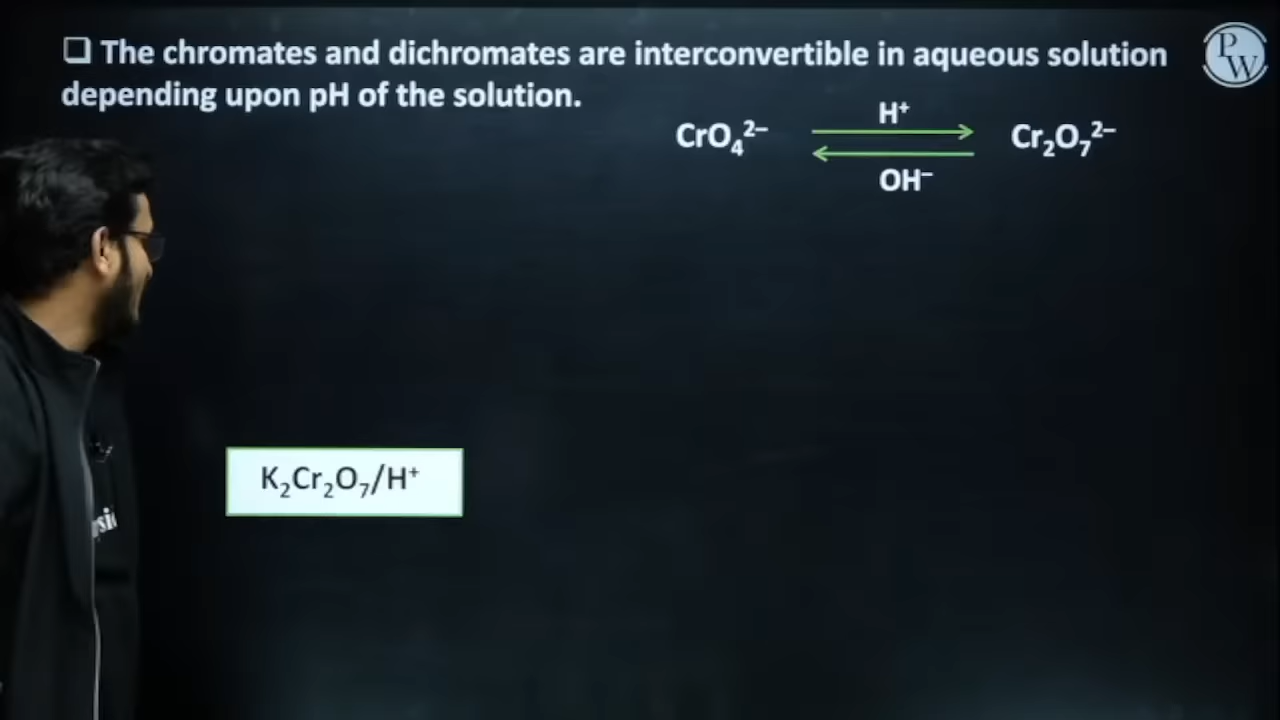 ❑ The chromates and dichromates are interconvertible in aqueous solution
depending upon pH of the solution.
H⁺
CrO₄²⁻ ⇌ Cr₂O₇²⁻
OH⁻
K₂Cr₂O₇/H⁺
PW